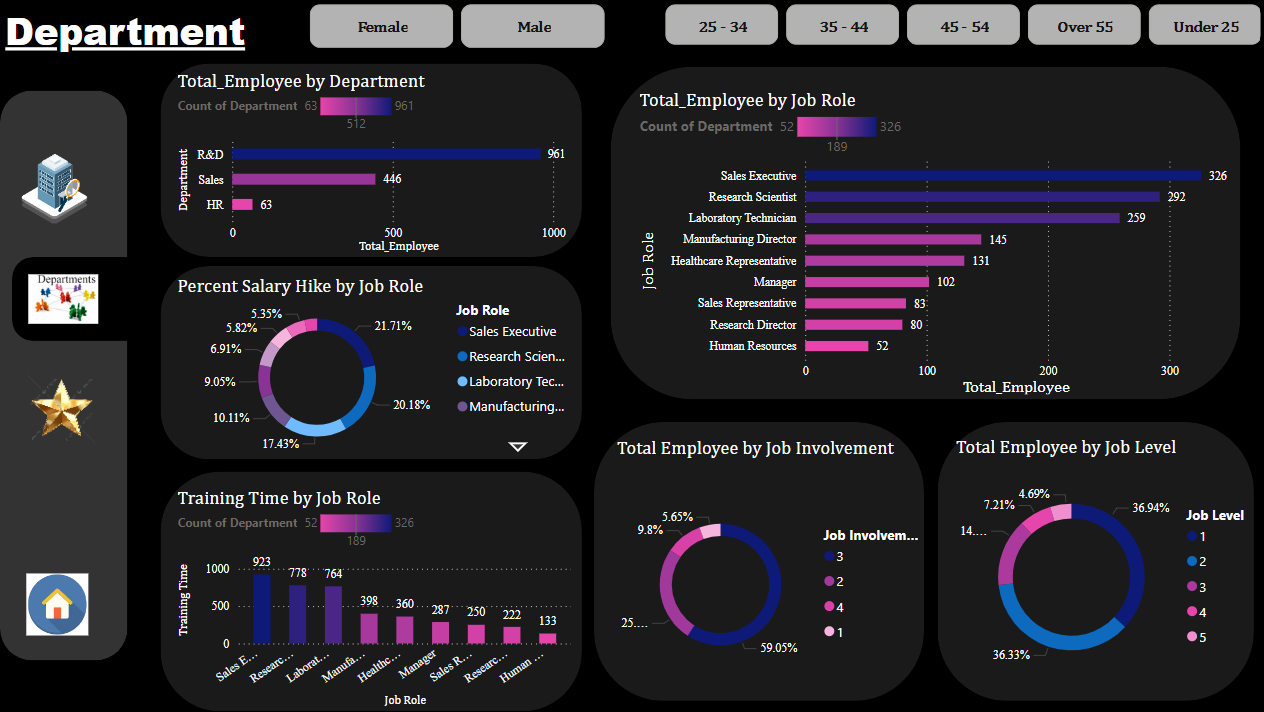 Department
Female
Male
25 - 34
35 - 44
45 - 54
Over 55
Under 25
Departments
Total_Employee by Department
Count of Department 63 961
512
Department
R&D 961
Sales 446
HR 63
0 500 1000
Total_Employee
Percent Salary Hike by Job Role
5.35%
5.82%
6.91%
9.05%
10.11%
17.43%
21.71%
20.18%
Job Role
Sales Executive
Research Scien...
Laboratory Tec...
Manufacturing...
Training Time by Job Role
Count of Department 52 326
189
Training Time
1000
500
0
923 778 764 398 360 287 250 222 133
Sales E... Researc... Laborat... Manufa... Healthc... Manager Sales R... Researc... Human ...
Job Role
Total_Employee by Job Role
Count of Department 52 326
189
Job Role
Sales Executive 326
Research Scientist 292
Laboratory Technician 259
Manufacturing Director 145
Healthcare Representative 131
Manager 102
Sales Representative 83
Research Director 80
Human Resources 52
0 100 200 300
Total_Employee
Total Employee by Job Involvement
5.65%
9.8%
25....
59.05%
Job Involvem...
3
2
4
1
Total Employee by Job Level
4.69%
7.21%
14....
36.94%
36.33%
Job Level
1
2
3
4
5